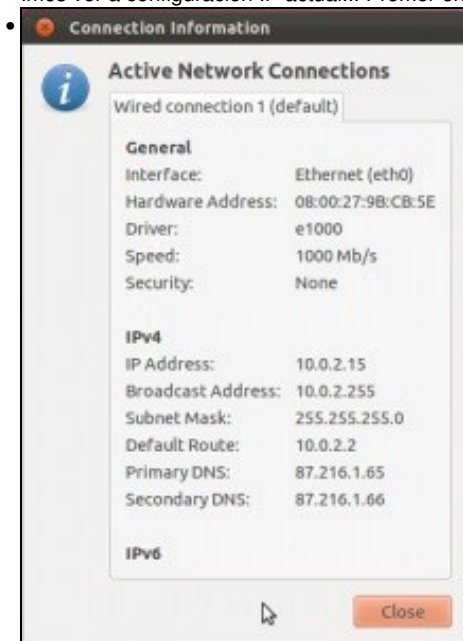 Connection Information
Active Network Connections
Wired connection 1 (default)
General
Interface: Ethernet (eth0)
Hardware Address: 08:00:27:9B:CB:5E
Driver: e1000
Speed: 1000 Mb/s
Security: None
IPv4
IP Address: 10.0.2.15
Broadcast Address: 10.0.2.255
Subnet Mask: 255.255.255.0
Default Route: 10.0.2.2
Primary DNS: 87.216.1.65
Secondary DNS: 87.216.1.66
IPv6
Close